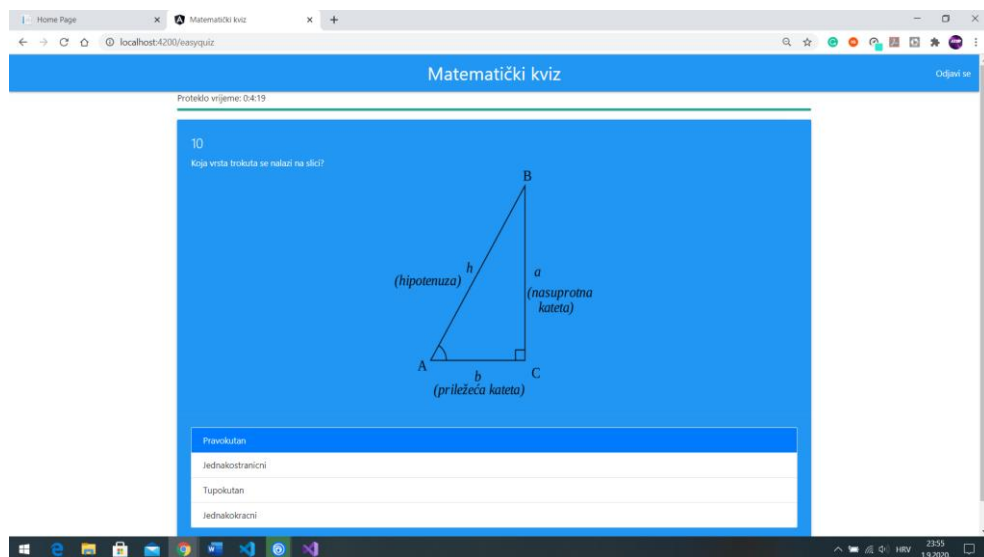 Home Page
Matematički kviz
localhost:4200/easyquiz
Matematički kviz
Odjavi se
Proteklo vrijeme: 0:4:19
10
Koja vrsta trokuta se nalazi na slici?
B
h
(hipotenuza)
a
(nasuprotna
kateta)
A
C
b
(priležeća kateta)
Pravokutan
Jednakostranicni
Tupokutan
Jednakokracni
HRV
23:55
1.9.2020.